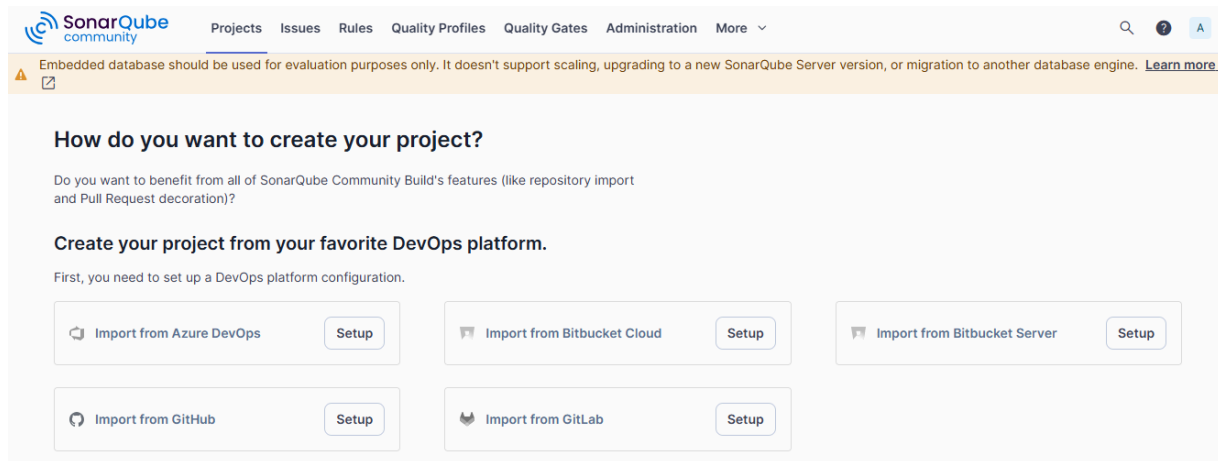 SonarQube
community
Projects Issues Rules Quality Profiles Quality Gates Administration More
? A
Embedded database should be used for evaluation purposes only. It doesn't support scaling, upgrading to a new SonarQube Server version, or migration to another database engine. Learn more
How do you want to create your project?
Do you want to benefit from all of SonarQube Community Build's features (like repository import
and Pull Request decoration)?
Create your project from your favorite DevOps platform.
First, you need to set up a DevOps platform configuration.
Import from Azure DevOps Setup
Import from Bitbucket Cloud Setup
Import from Bitbucket Server Setup
Import from GitHub Setup
Import from GitLab Setup